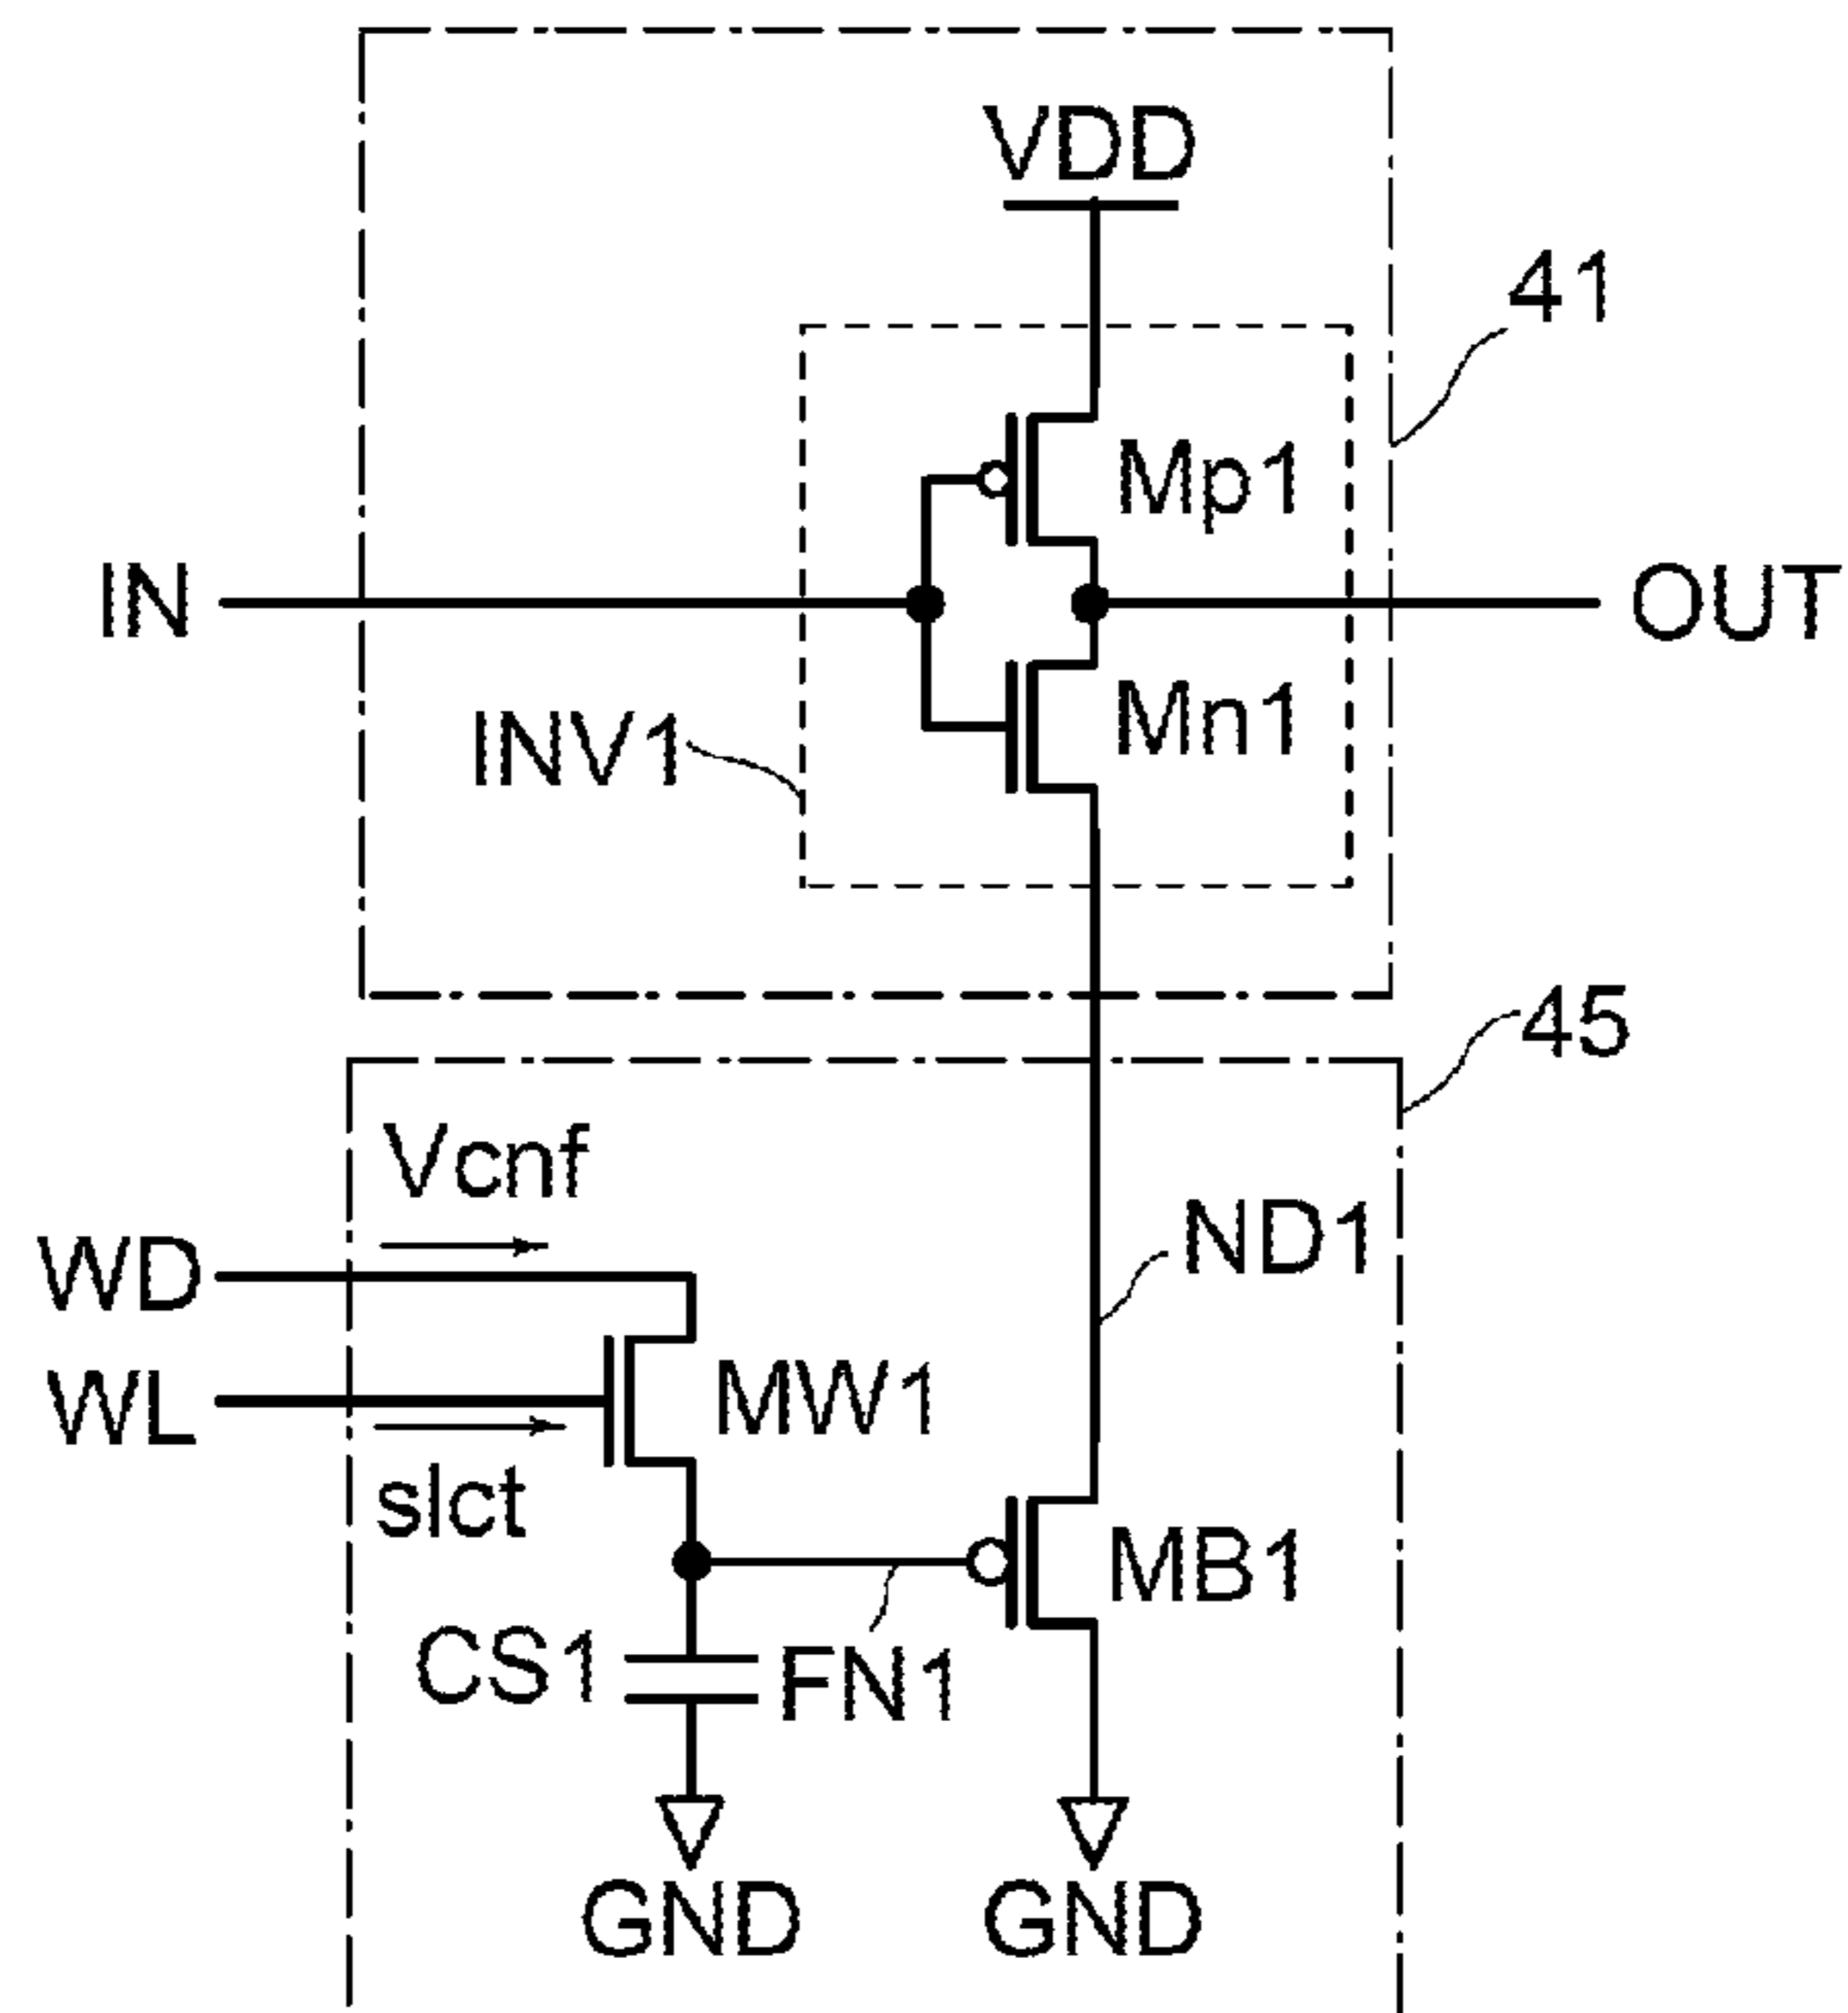 VDD
41
Mp1
IN
OUT
Mn1
INV1
45
Vcnf
ND1
WD
MW1
WL
slct
MB1
CS1
FN1
GND
GND